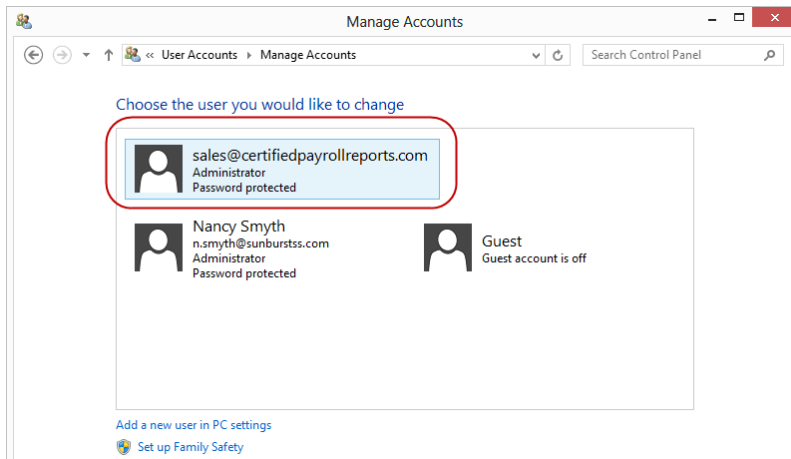 Manage Accounts
« User Accounts Manage Accounts
Search Control Panel
Choose the user you would like to change
sales@certifiedpayrollreports.com
Administrator
Password protected
Nancy Smyth
n.smyth@sunburstss.com
Administrator
Password protected
Guest
Guest account is off
Add a new user in PC settings
Set up Family Safety